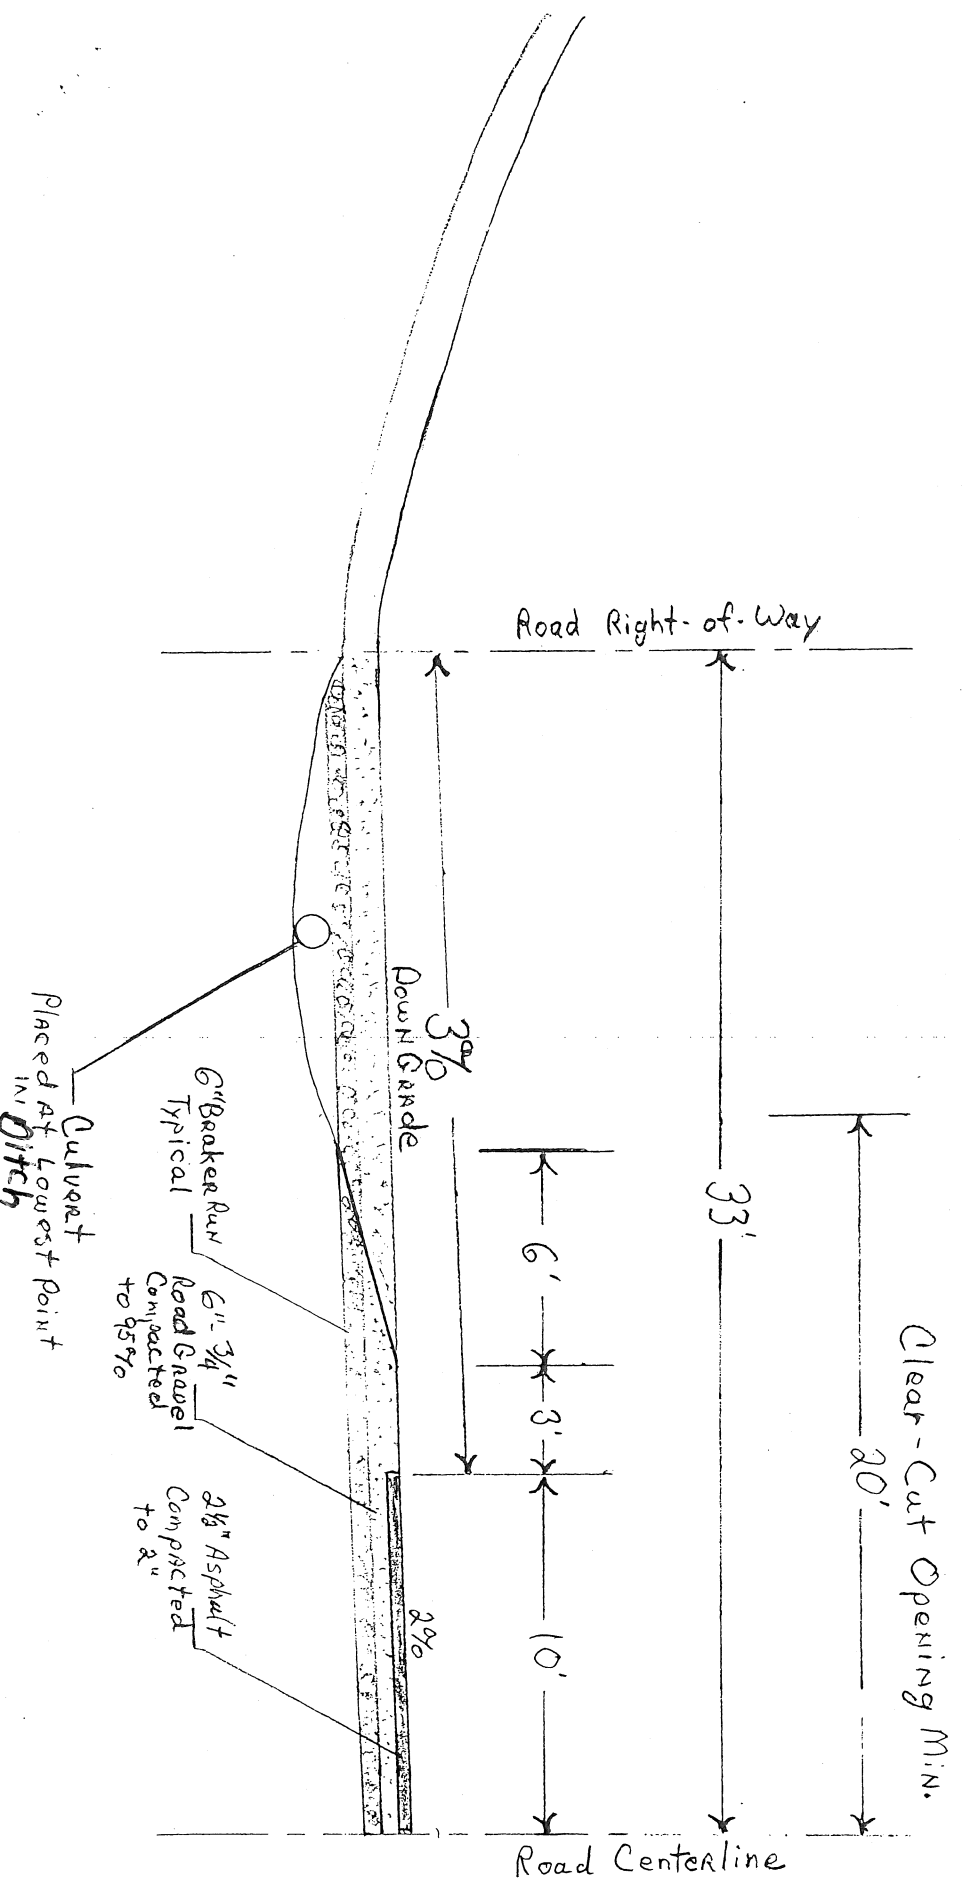 Road Right-of-Way
Clear-Cut Opening Min.
20'
33'
6'
3'
10'
3%
Down Grade
2%
Culvert
Placed At Lowest Point
in Ditch
6" Braker Run
Typical
6"- 3/4"
Road Gravel
Compacted
to 95%
2½" Asphalt
Compacted
to 2"
Road Centerline